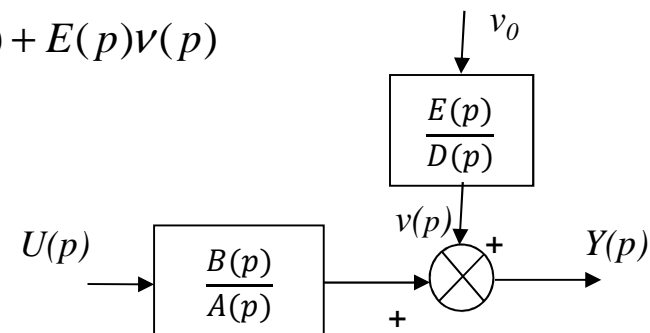 ) + E(p)ν(p)
v₀
E(p)
D(p)
v(p)
+
U(p)
B(p)
A(p)
Y(p)
+